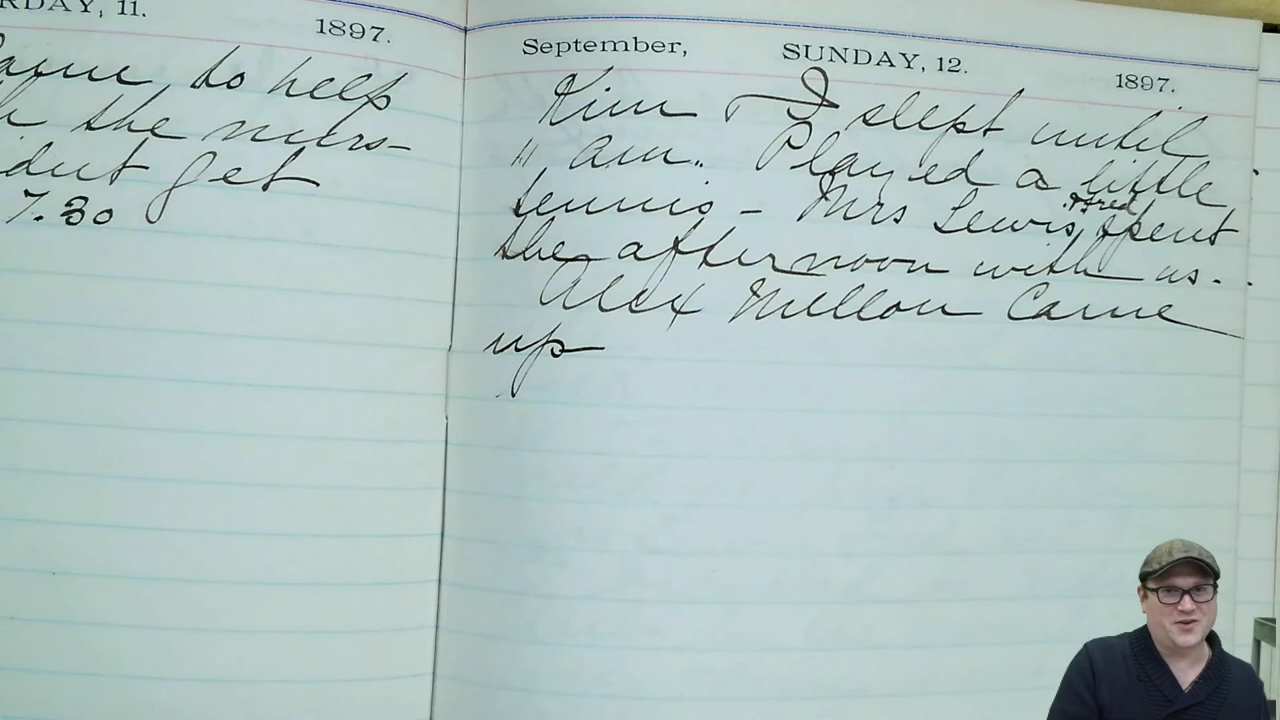 RDAY, 11.
1897.
Came to help
the nurs-
didnt get
7.30
September, SUNDAY, 12. 1897.
Kim & I slept until
11 am. Played a little
tennis - Mrs Lewis, +Fred spent
the afternoon with us.
Alex Mellon Came
up